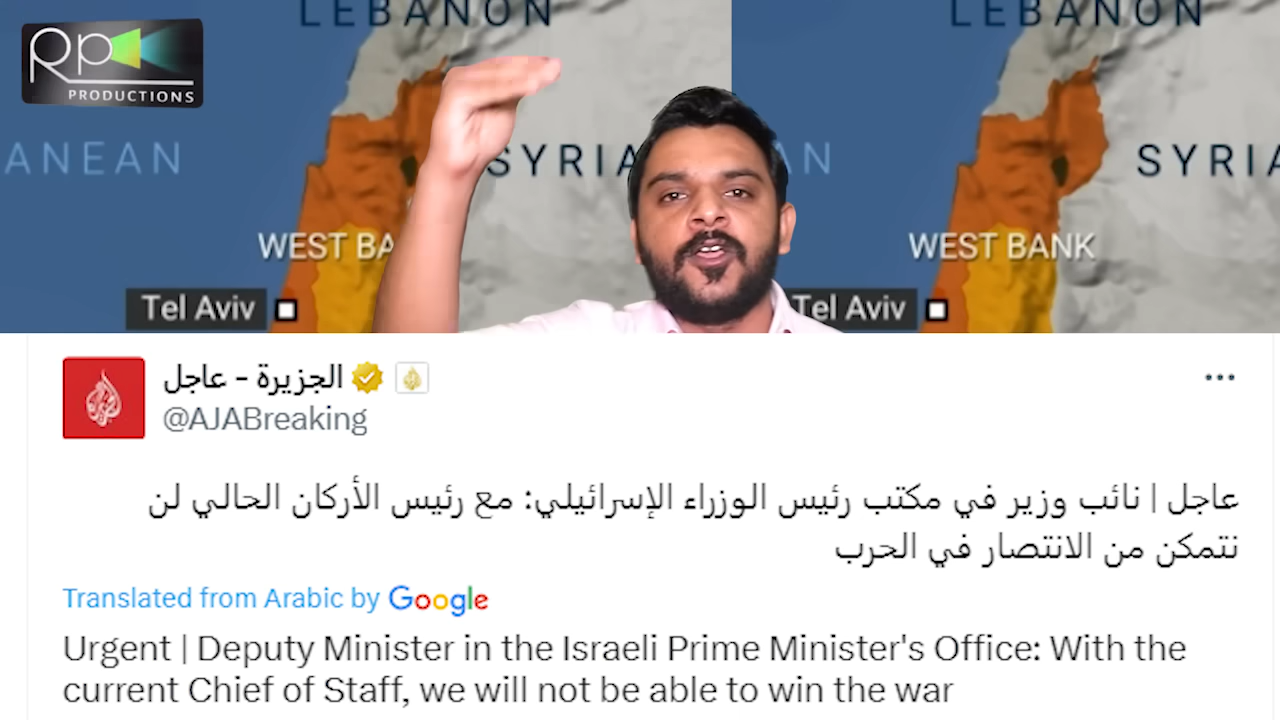 LEBANON
LEBANON
RP
PRODUCTIONS
ANEAN
SYRIA
AN
SYRIA
WEST BA
WEST BANK
Tel Aviv
Tel Aviv
الجزيرة - عاجل
@AJABreaking
عاجل | نائب وزير في مكتب رئيس الوزراء الإسرائيلي: مع رئيس الأركان الحالي لن
نتمكن من الانتصار في الحرب
Translated from Arabic by Google
Urgent | Deputy Minister in the Israeli Prime Minister's Office: With the
current Chief of Staff, we will not be able to win the war